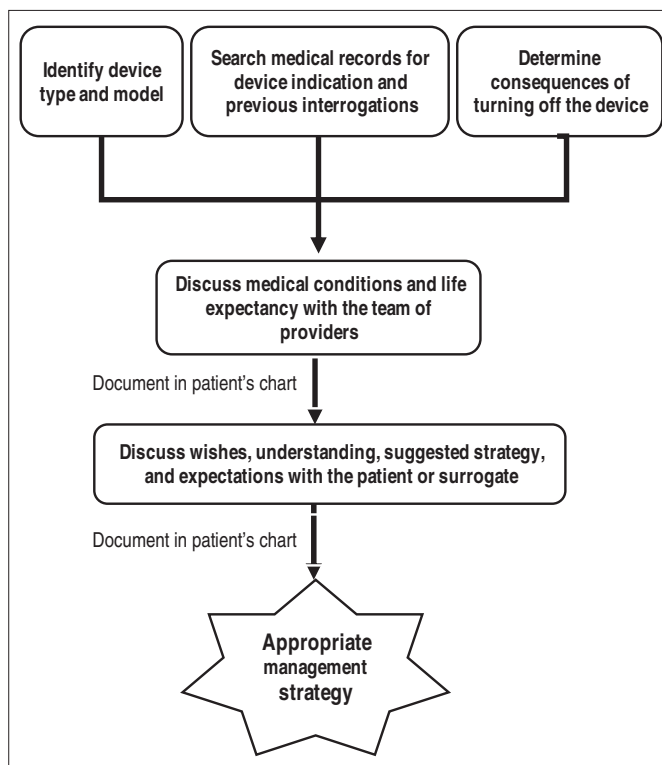 Identify device
type and model
Search medical records for
device indication and
previous interrogations
Determine
consequences of
turning off the device
Discuss medical conditions and life
expectancy with the team of
providers
Document in patient's chart
Discuss wishes, understanding, suggested strategy,
and expectations with the patient or surrogate
Document in patient's chart
Appropriate
management
strategy